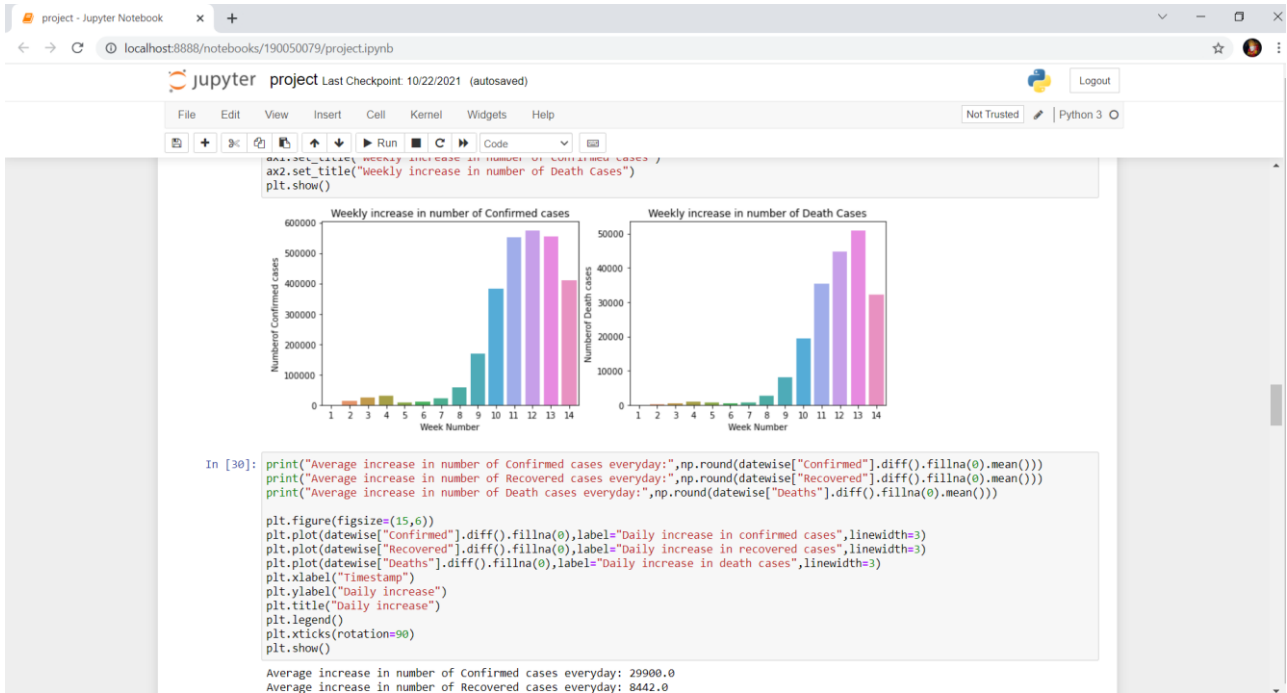 project - Jupyter Notebook
localhost:8888/notebooks/190050079/project.ipynb
jupyter project Last Checkpoint: 10/22/2021 (autosaved)
Logout
File Edit View Insert Cell Kernel Widgets Help
Not Trusted Python 3
Run Code
ax1.set_title("Weekly increase in number of Confirmed cases")
ax2.set_title("Weekly increase in number of Death Cases")
plt.show()
Weekly increase in number of Confirmed cases
600000
500000
400000
300000
200000
100000
0
Numberof Confirmed cases
1 2 3 4 5 6 7 8 9 10 11 12 13 14
Week Number
Weekly increase in number of Death Cases
50000
40000
30000
20000
10000
0
Numberof Death cases
1 2 3 4 5 6 7 8 9 10 11 12 13 14
Week Number
In [30]: print("Average increase in number of Confirmed cases everyday:",np.round(datewise["Confirmed"].diff().fillna(0).mean()))
print("Average increase in number of Recovered cases everyday:",np.round(datewise["Recovered"].diff().fillna(0).mean()))
print("Average increase in number of Death cases everyday:",np.round(datewise["Deaths"].diff().fillna(0).mean()))
plt.figure(figsize=(15,6))
plt.plot(datewise["Confirmed"].diff().fillna(0),label="Daily increase in confirmed cases",linewidth=3)
plt.plot(datewise["Recovered"].diff().fillna(0),label="Daily increase in recovered cases",linewidth=3)
plt.plot(datewise["Deaths"].diff().fillna(0),label="Daily increase in death cases",linewidth=3)
plt.xlabel("Timestamp")
plt.ylabel("Daily increase")
plt.title("Daily increase")
plt.legend()
plt.xticks(rotation=90)
plt.show()
Average increase in number of Confirmed cases everyday: 29900.0
Average increase in number of Recovered cases everyday: 8442.0